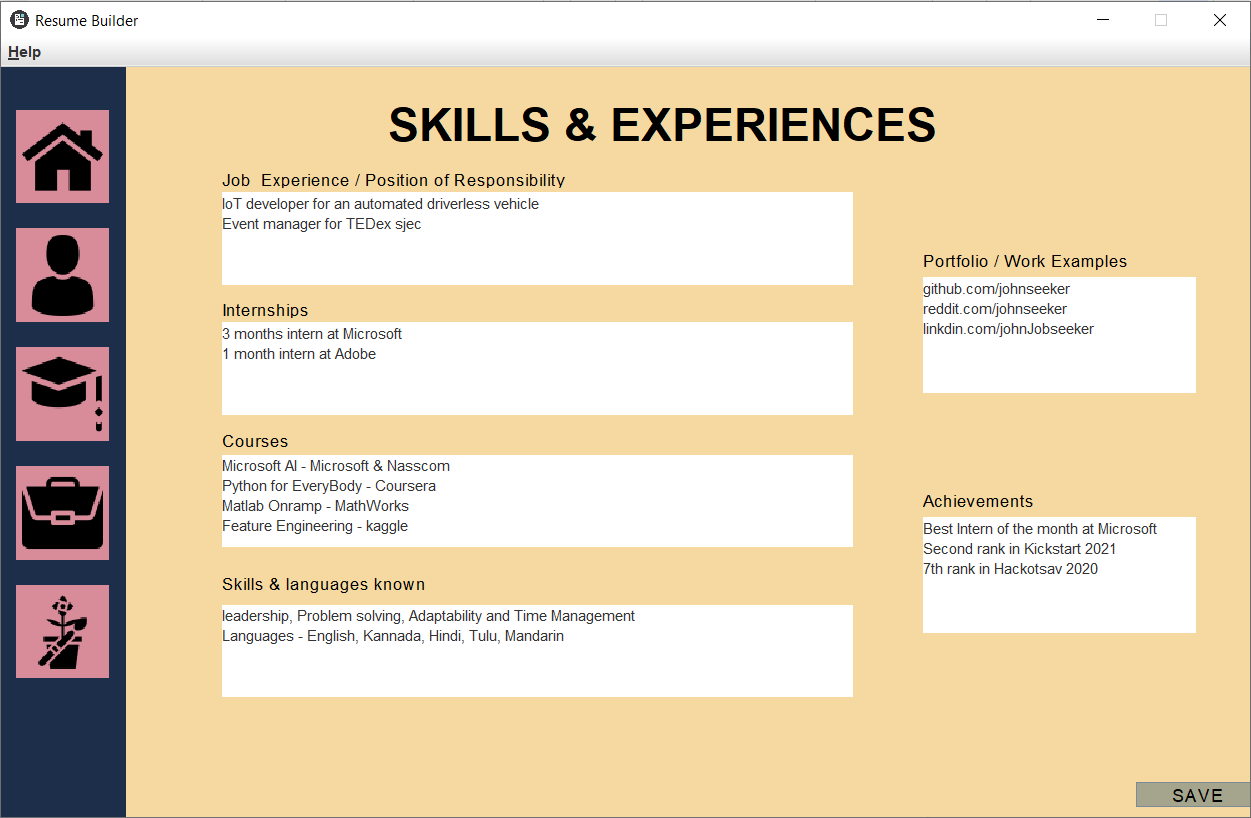 Resume Builder
Help
SKILLS & EXPERIENCES
Job Experience / Position of Responsibility
IoT developer for an automated driverless vehicle
Event manager for TEDex sjec
Internships
3 months intern at Microsoft
1 month intern at Adobe
Courses
Microsoft AI - Microsoft & Nasscom
Python for EveryBody - Coursera
Matlab Onramp - MathWorks
Feature Engineering - kaggle
Skills & languages known
leadership, Problem solving, Adaptability and Time Management
Languages - English, Kannada, Hindi, Tulu, Mandarin
Portfolio / Work Examples
github.com/johnseeker
reddit.com/johnseeker
linkdin.com/johnJobseeker
Achievements
Best Intern of the month at Microsoft
Second rank in Kickstart 2021
7th rank in Hackotsav 2020
SAVE